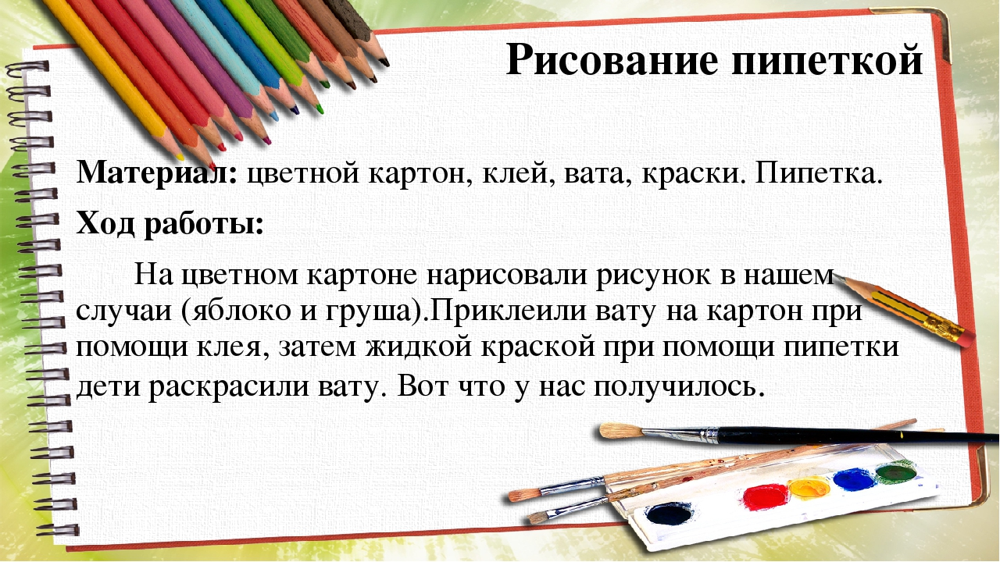 Рисование пипеткой
Материал: цветной картон, клей, вата, краски. Пипетка.
Ход работы:
На цветном картоне нарисовали рисунок в нашем
случаи (яблоко и груша).Приклеили вату на картон при
помощи клея, затем жидкой краской при помощи пипетки
дети раскрасили вату. Вот что у нас получилось.